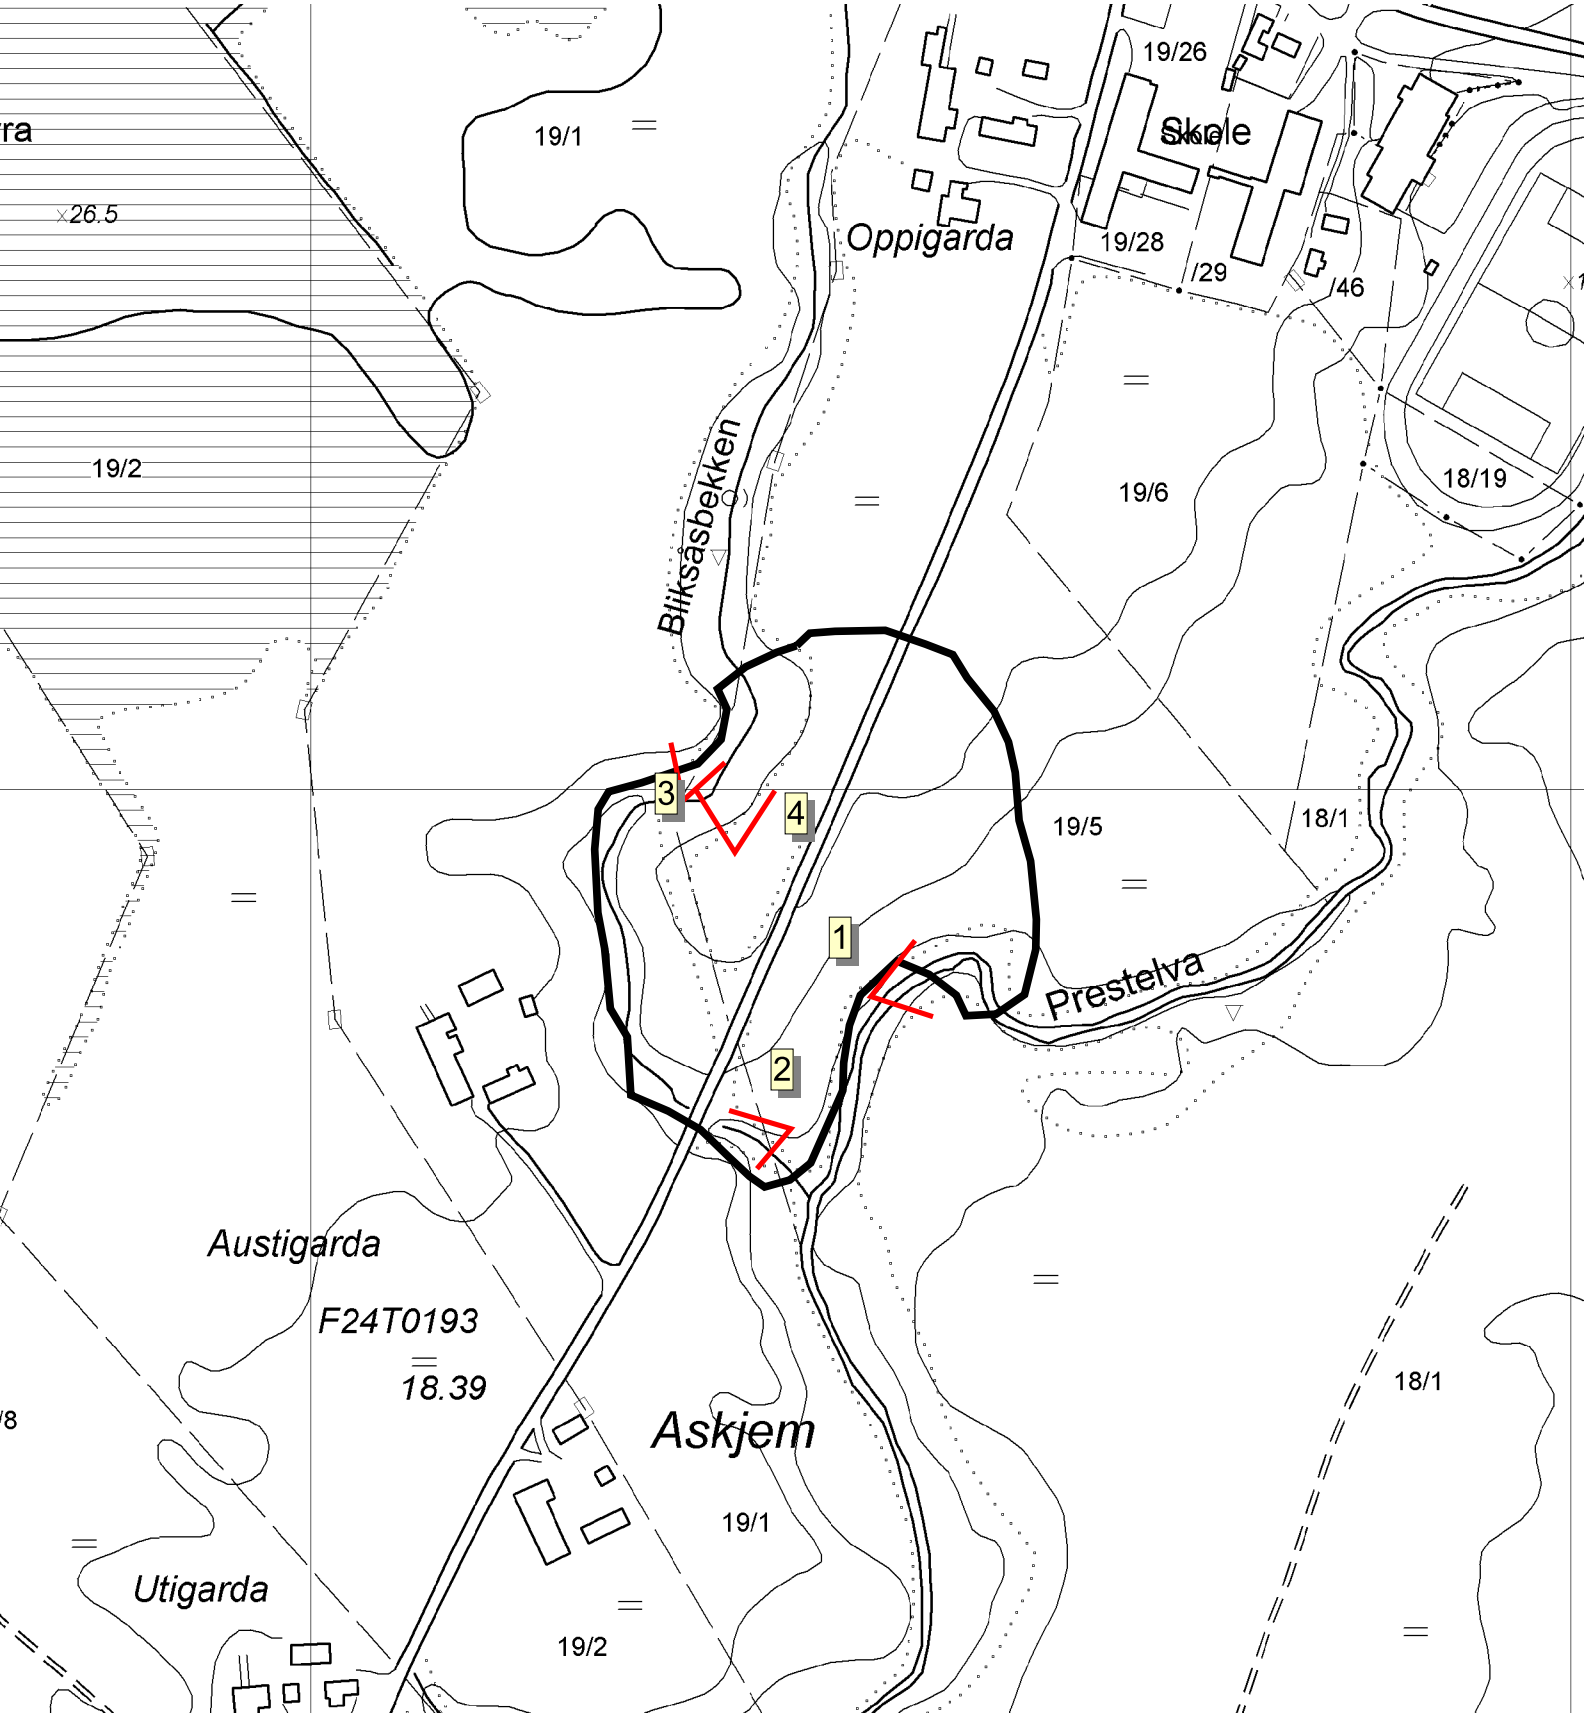 19/26
ra
19/1
Skole
26.5
Oppigarda
19/28
/29
/46
19/2
Bliksåsbekken
19/6
18/19
3
4
19/5
18/1
1
Prestelva
2
Austigarda
F24T0193
18.39
18/1
/8
Askjem
19/1
Utigarda
19/2